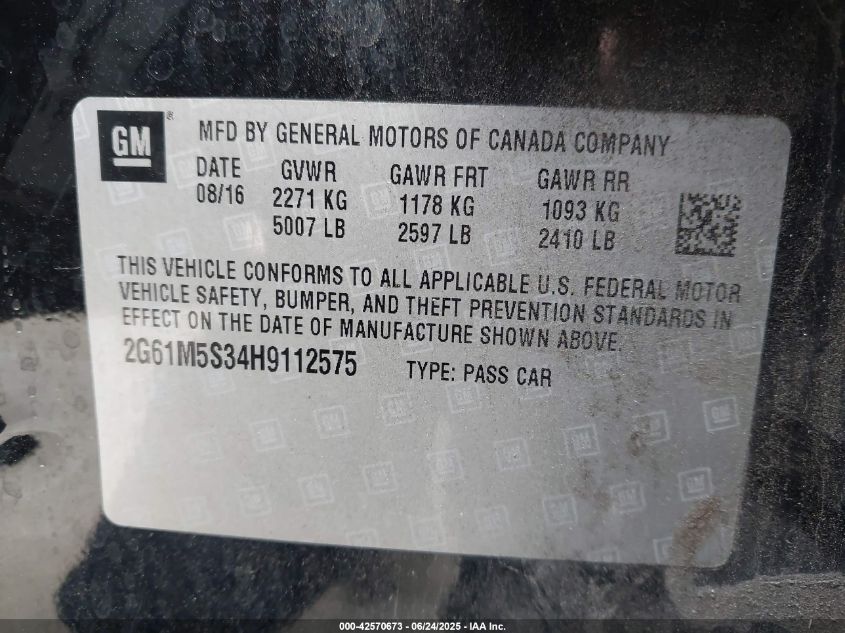 GM
MFD BY GENERAL MOTORS OF CANADA COMPANY
DATE GVWR GAWR FRT GAWR RR
08/16 2271 KG 1178 KG 1093 KG
5007 LB 2597 LB 2410 LB
THIS VEHICLE CONFORMS TO ALL APPLICABLE U.S. FEDERAL MOTOR
VEHICLE SAFETY, BUMPER, AND THEFT PREVENTION STANDARDS IN
EFFECT ON THE DATE OF MANUFACTURE SHOWN ABOVE.
2G61M5S34H9112575 TYPE: PASS CAR
000-42570673 - 06/24/2025 - IAA Inc.